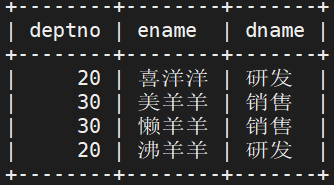 +--------+--------+-------+
| deptno | ename | dname |
+--------+--------+-------+
| 20 | 喜洋洋 | 研发 |
| 30 | 美羊羊 | 销售 |
| 30 | 懒羊羊 | 销售 |
| 20 | 沸羊羊 | 研发 |
+--------+--------+-------+